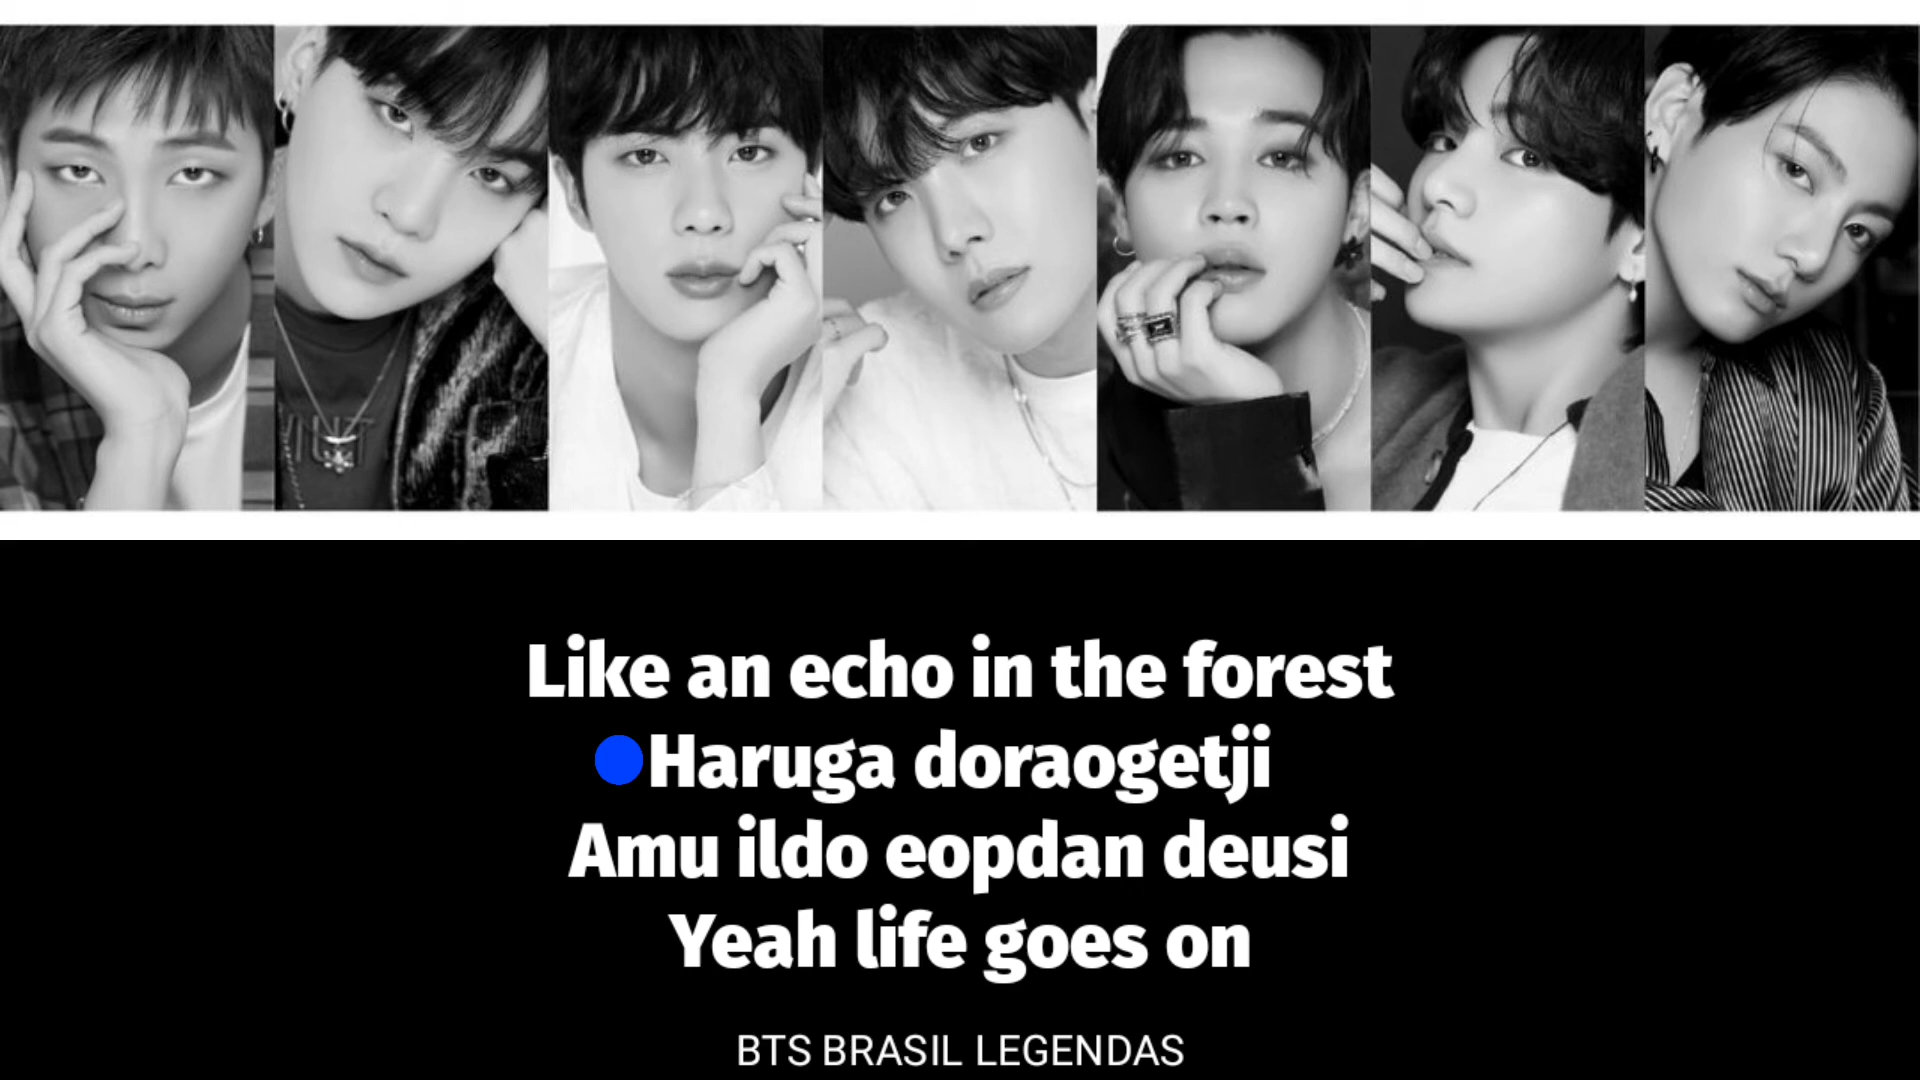 Like an echo in the forest
Haruga doraogetji
Amu ildo eopdan deusi
Yeah life goes on
BTS BRASIL LEGENDAS